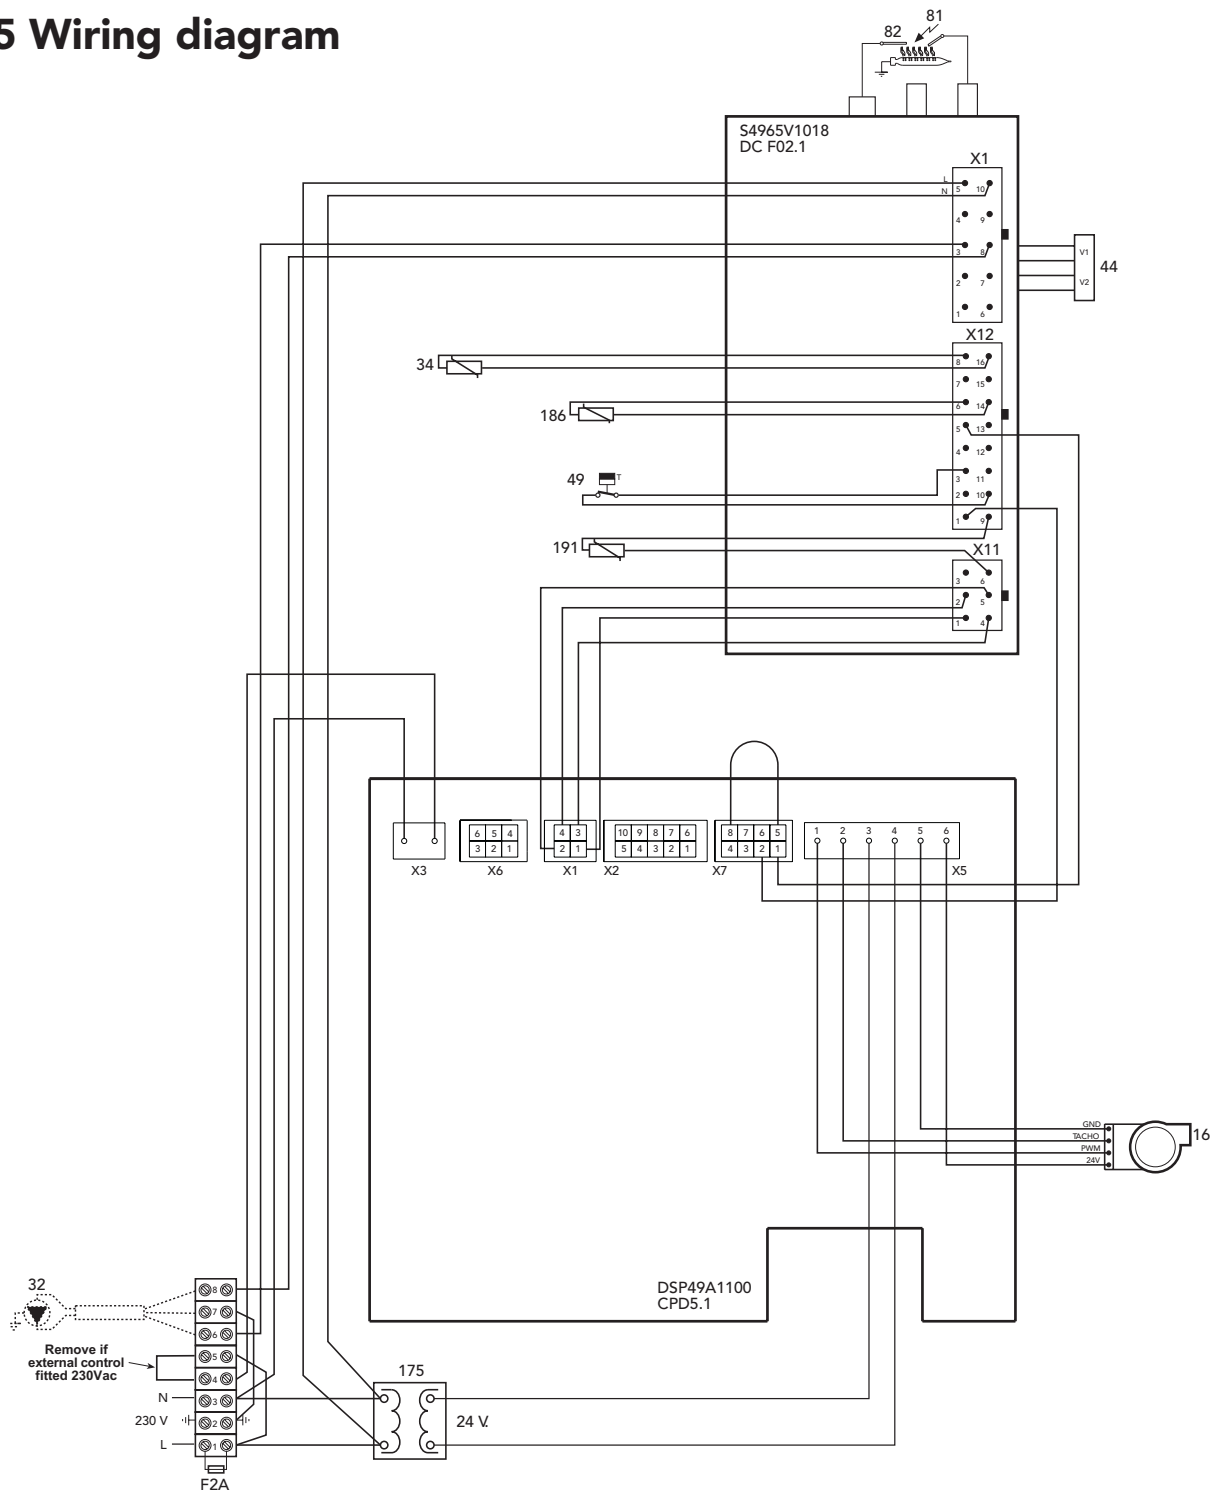 5 Wiring diagram
81
82
S4965V1018
DC F02.1
X1
L
5 10
N
4 9
3 8
V1
44
2 7
V2
1 6
X12
34
8 16
7 15
186
6 14
5 13
4 12
49
T
3 11
2 10
1 9
191
X11
3 6
2 5
1 4
8 7 6 5
4 3 2 1
X7
6 5 4
3 2 1
X6
4 3
2 1
X1
10 9 8 7 6
5 4 3 2 1
X2
1 2 3 4 5 6
X5
X3
GND
TACHO
PWM
24V
16
DSP49A1100
CPD5.1
32
8
7
6
5
4
3
2
1
Remove if
external control
fitted 230Vac
N
230 V
L
F2A
175
24 V.